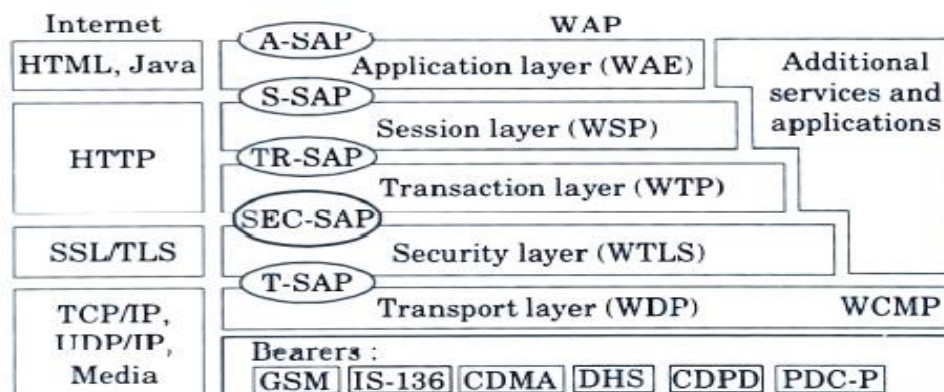 Internet
WAP
A-SAP
HTML, Java
Application layer (WAE)
Additional
services and
applications
S-SAP
Session layer (WSP)
HTTP
TR-SAP
Transaction layer (WTP)
SEC-SAP
SSL/TLS
Security layer (WTLS)
T-SAP
TCP/IP,
UDP/IP,
Media
Transport layer (WDP)
WCMP
Bearers :
GSM IS-136 CDMA DHS CDPD PDC-P